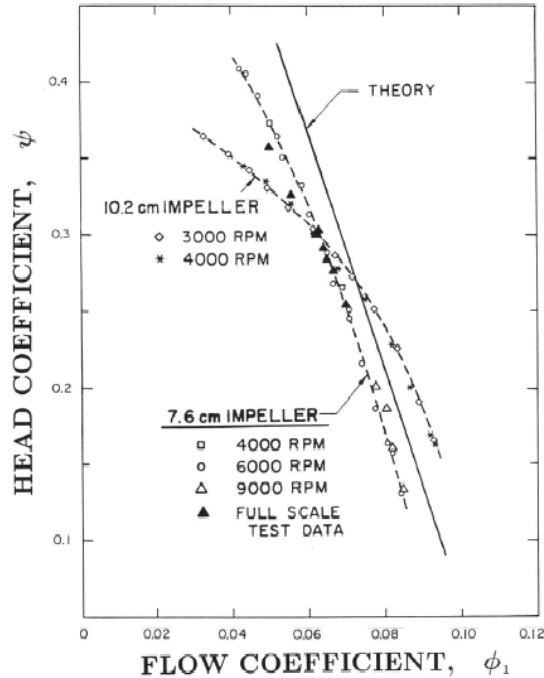 HEAD COEFFICIENT, ψ
0.4
0.3
0.2
0.1
THEORY
10.2 cm IMPELLER
◇ 3000 RPM
* 4000 RPM
7.6 cm IMPELLER
□ 4000 RPM
○ 6000 RPM
△ 9000 RPM
▲ FULL SCALE
TEST DATA
0 0.02 0.04 0.06 0.08 0.10 0.12
FLOW COEFFICIENT, ϕ₁